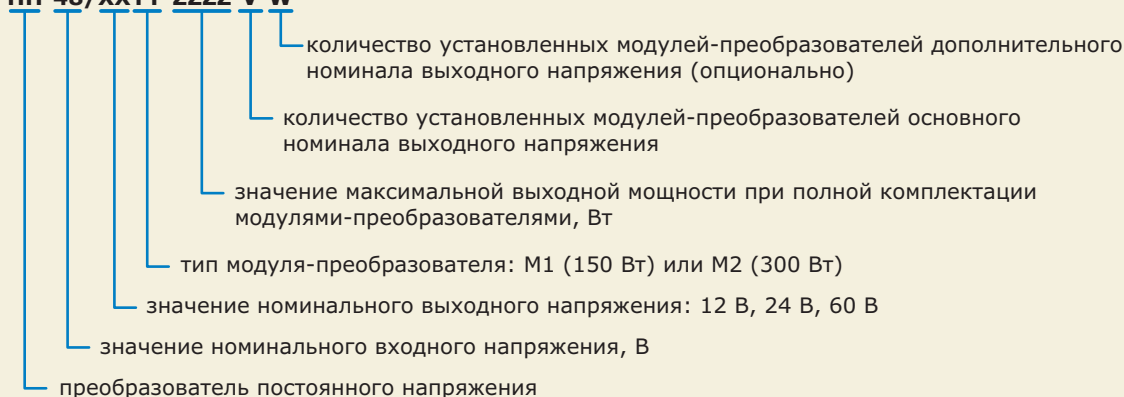 количество установленных модулей-преобразователей дополнительного
номинала выходного напряжения (опционально)
количество установленных модулей-преобразователей основного
номинала выходного напряжения
значение максимальной выходной мощности при полной комплектации
модулями-преобразователями, Вт
тип модуля-преобразователя: М1 (150 Вт) или М2 (300 Вт)
значение номинального выходного напряжения: 12 В, 24 В, 60 В
значение номинального входного напряжения, В
преобразователь постоянного напряжения